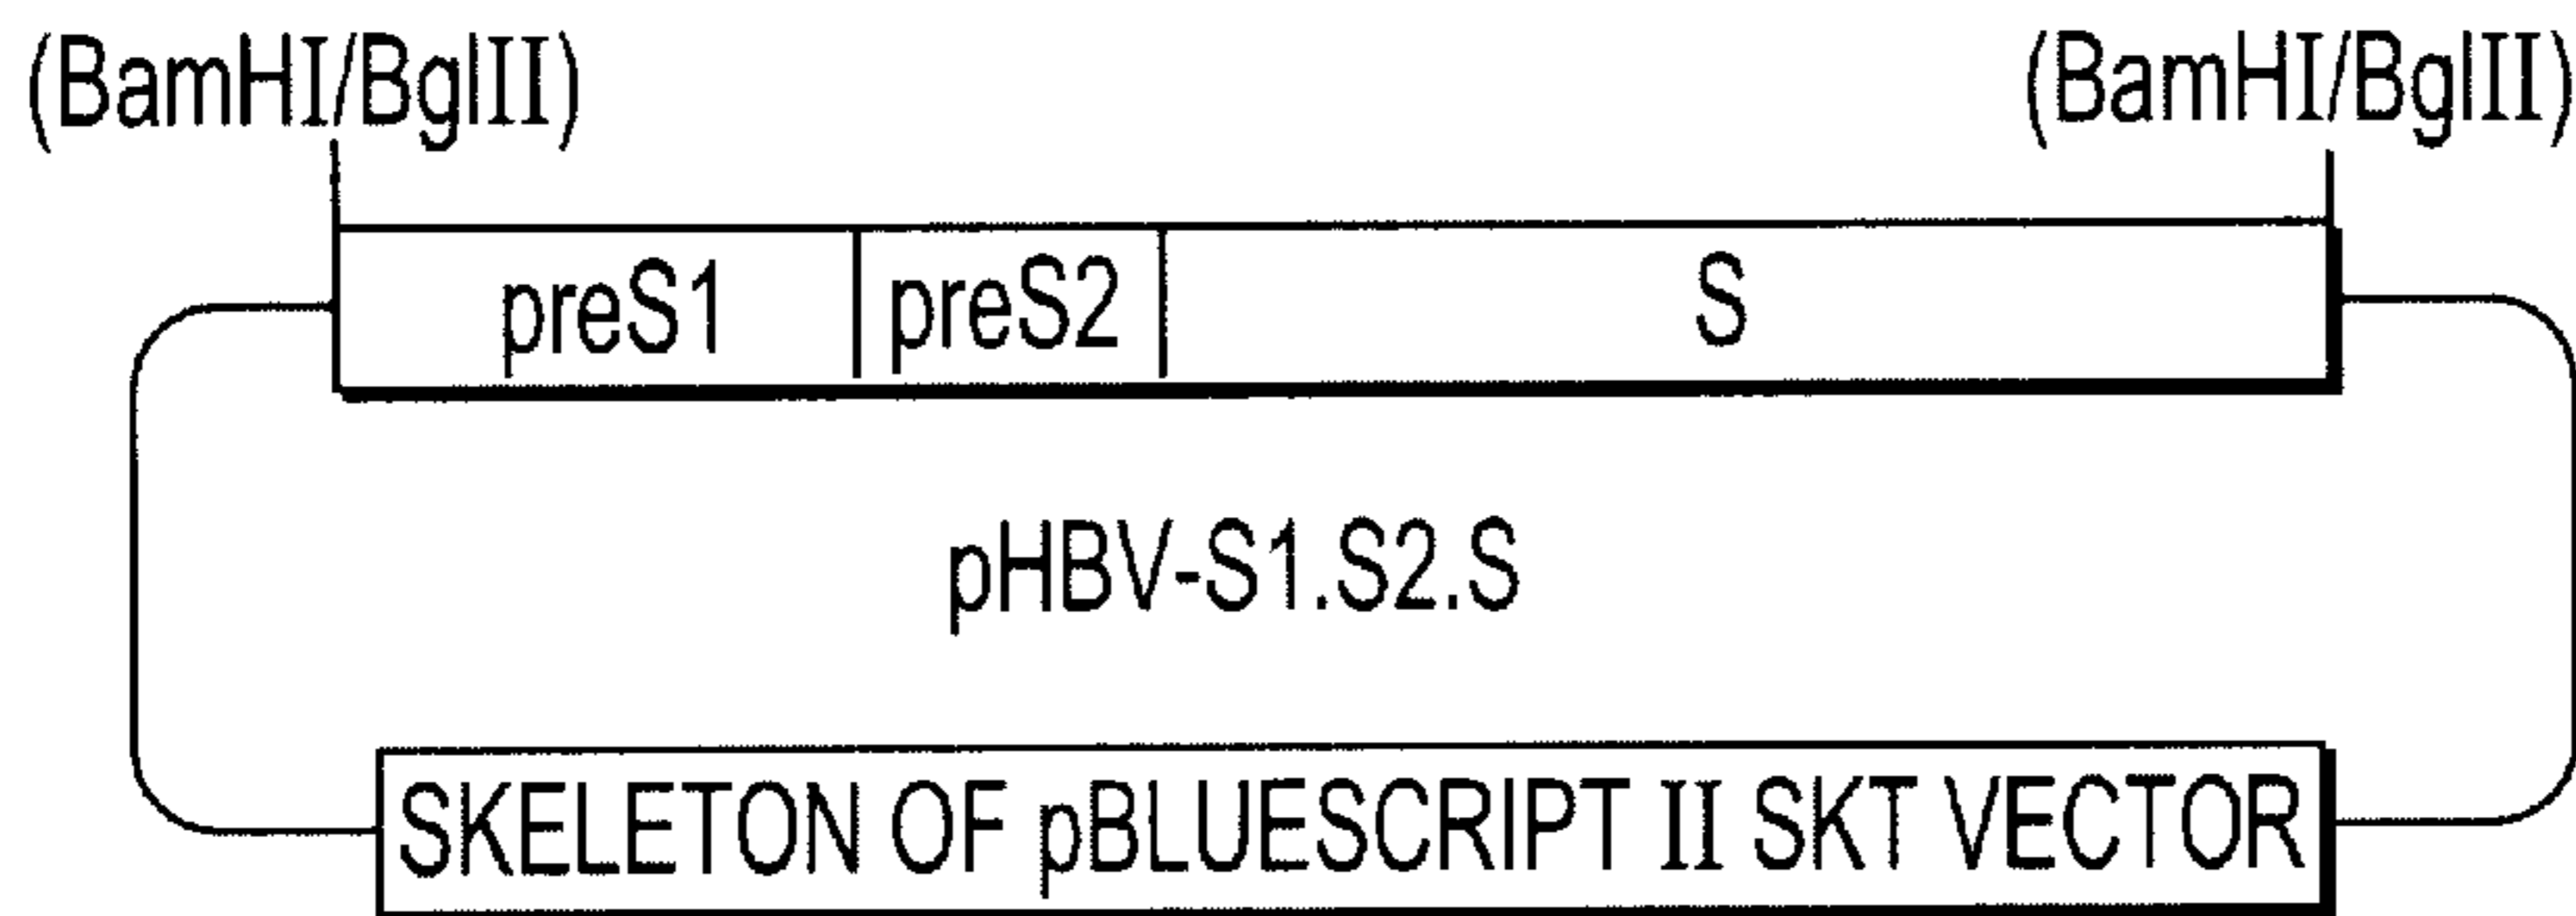 (BamHI/BglII) (BamHI/BglII)
preS1 preS2 S
pHBV-S1.S2.S
SKELETON OF pBLUESCRIPT II SKT VECTOR